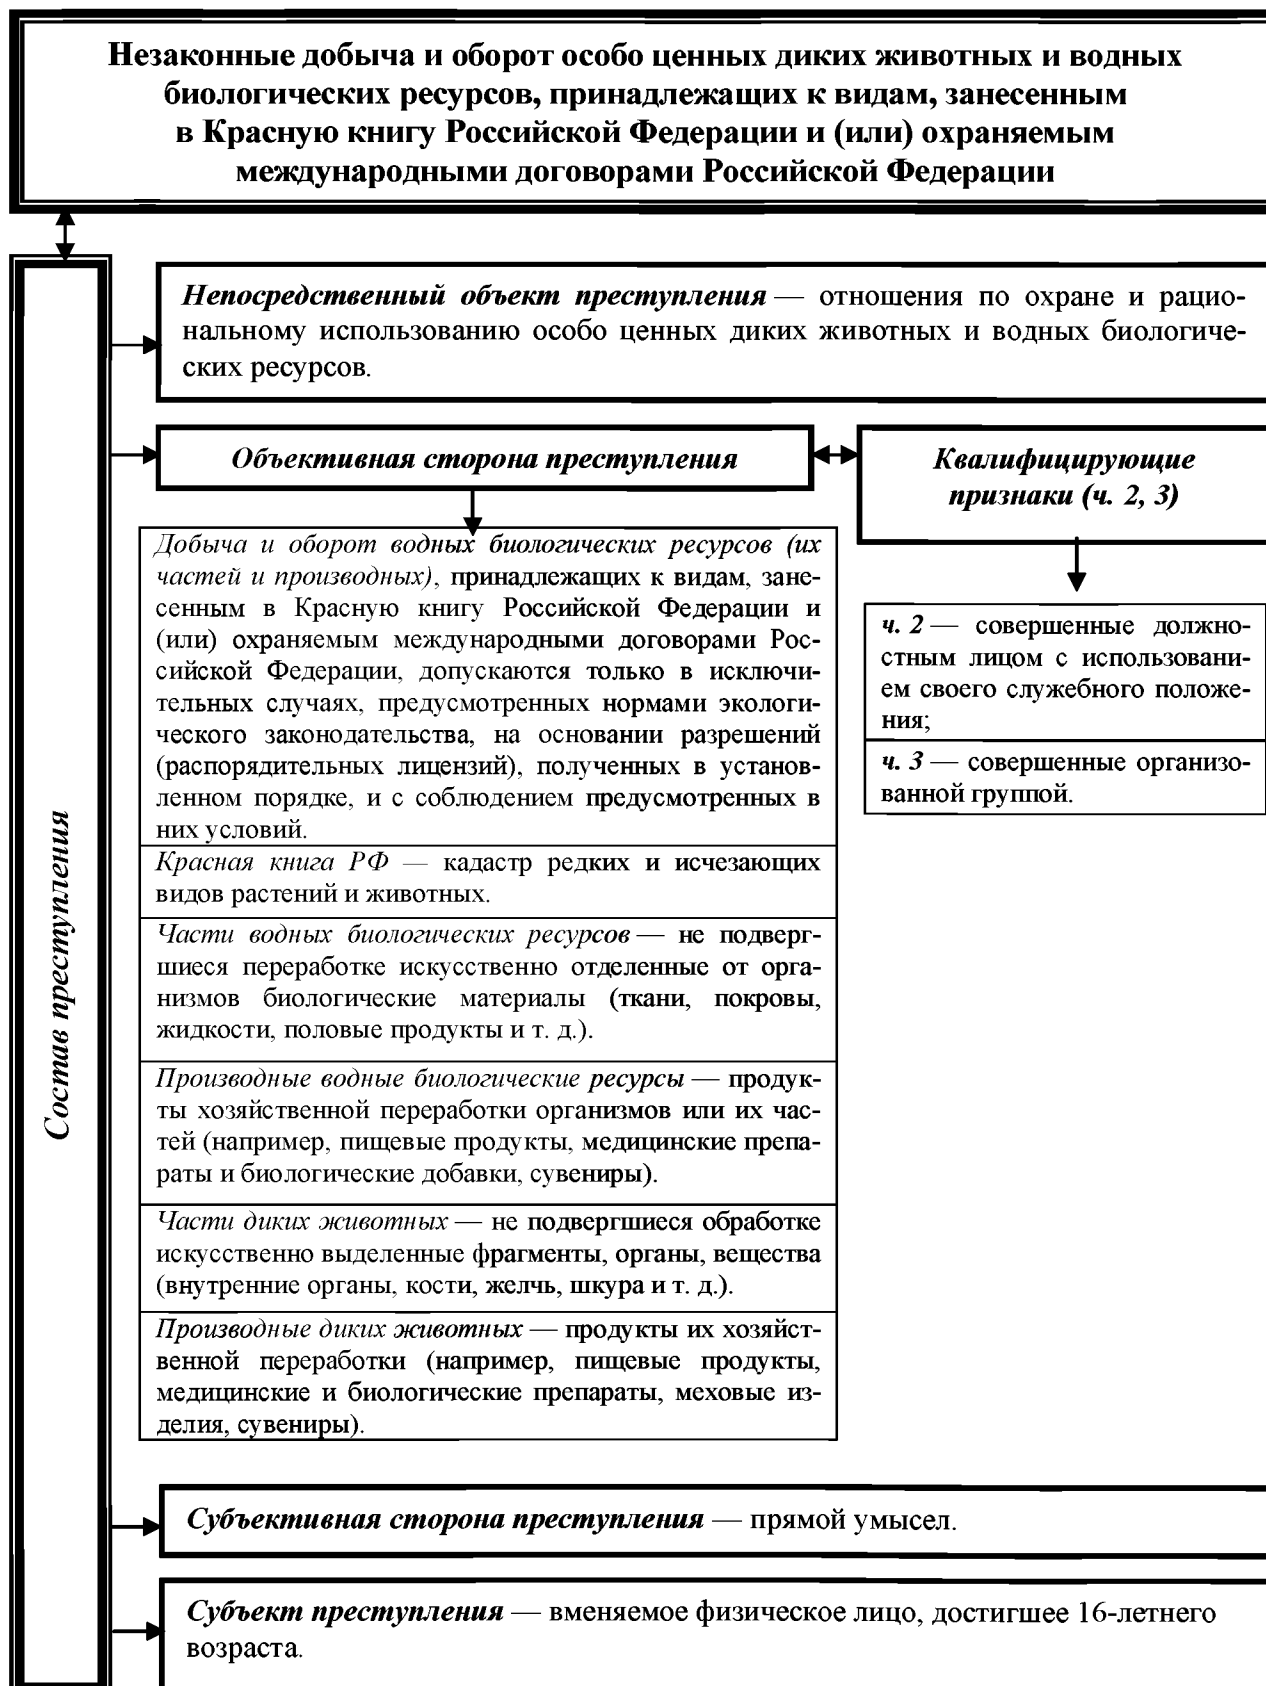 Незаконные добыча и оборот особо ценных диких животных и водных
биологических ресурсов, принадлежащих к видам, занесенным
в Красную книгу Российской Федерации и (или) охраняемым
международными договорами Российской Федерации
Состав преступления
Непосредственный объект преступления — отношения по охране и рацио-
нальному использованию особо ценных диких животных и водных биологиче-
ских ресурсов.
Объективная сторона преступления
Добыча и оборот водных биологических ресурсов (их
частей и производных), принадлежащих к видам, зане-
сенным в Красную книгу Российской Федерации и
(или) охраняемым международными договорами Рос-
сийской Федерации, допускаются только в исключи-
тельных случаях, предусмотренных нормами экологи-
ческого законодательства, на основании разрешений
(распорядительных лицензий), полученных в установ-
ленном порядке, и с соблюдением предусмотренных в
них условий.
Красная книга РФ — кадастр редких и исчезающих
видов растений и животных.
Части водных биологических ресурсов — не подверг-
шиеся переработке искусственно отделенные от орга-
низмов биологические материалы (ткани, покровы,
жидкости, половые продукты и т. д.).
Производные водные биологические ресурсы — продук-
ты хозяйственной переработки организмов или их час-
тей (например, пищевые продукты, медицинские препа-
раты и биологические добавки, сувениры).
Части диких животных — не подвергшиеся обработке
искусственно выделенные фрагменты, органы, вещества
(внутренние органы, кости, желчь, шкура и т. д.).
Производные диких животных — продукты их хозяйст-
венной переработки (например, пищевые продукты,
медицинские и биологические препараты, меховые из-
делия, сувениры).
Квалифицирующие
признаки (ч. 2, 3)
ч. 2 — совершенные должно-
стным лицом с использовани-
ем своего служебного положе-
ния;
ч. 3 — совершенные организо-
ванной группой.
Субъективная сторона преступления — прямой умысел.
Субъект преступления — вменяемое физическое лицо, достигшее 16-летнего
возраста.